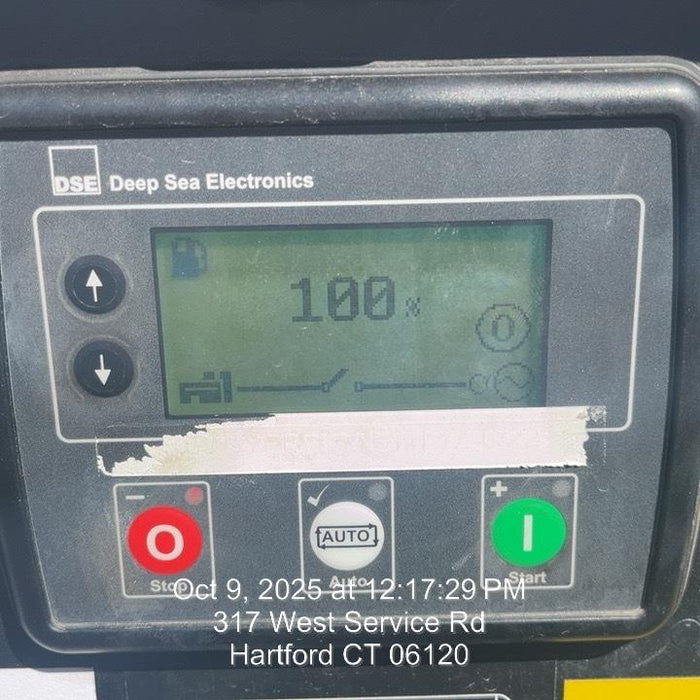 DSE Deep Sea Electronics
100%
0
− ✓ +
O AUTO I
Stop Auto Start
Oct 9, 2025 at 12:17:29 PM
317 West Service Rd
Hartford CT 06120